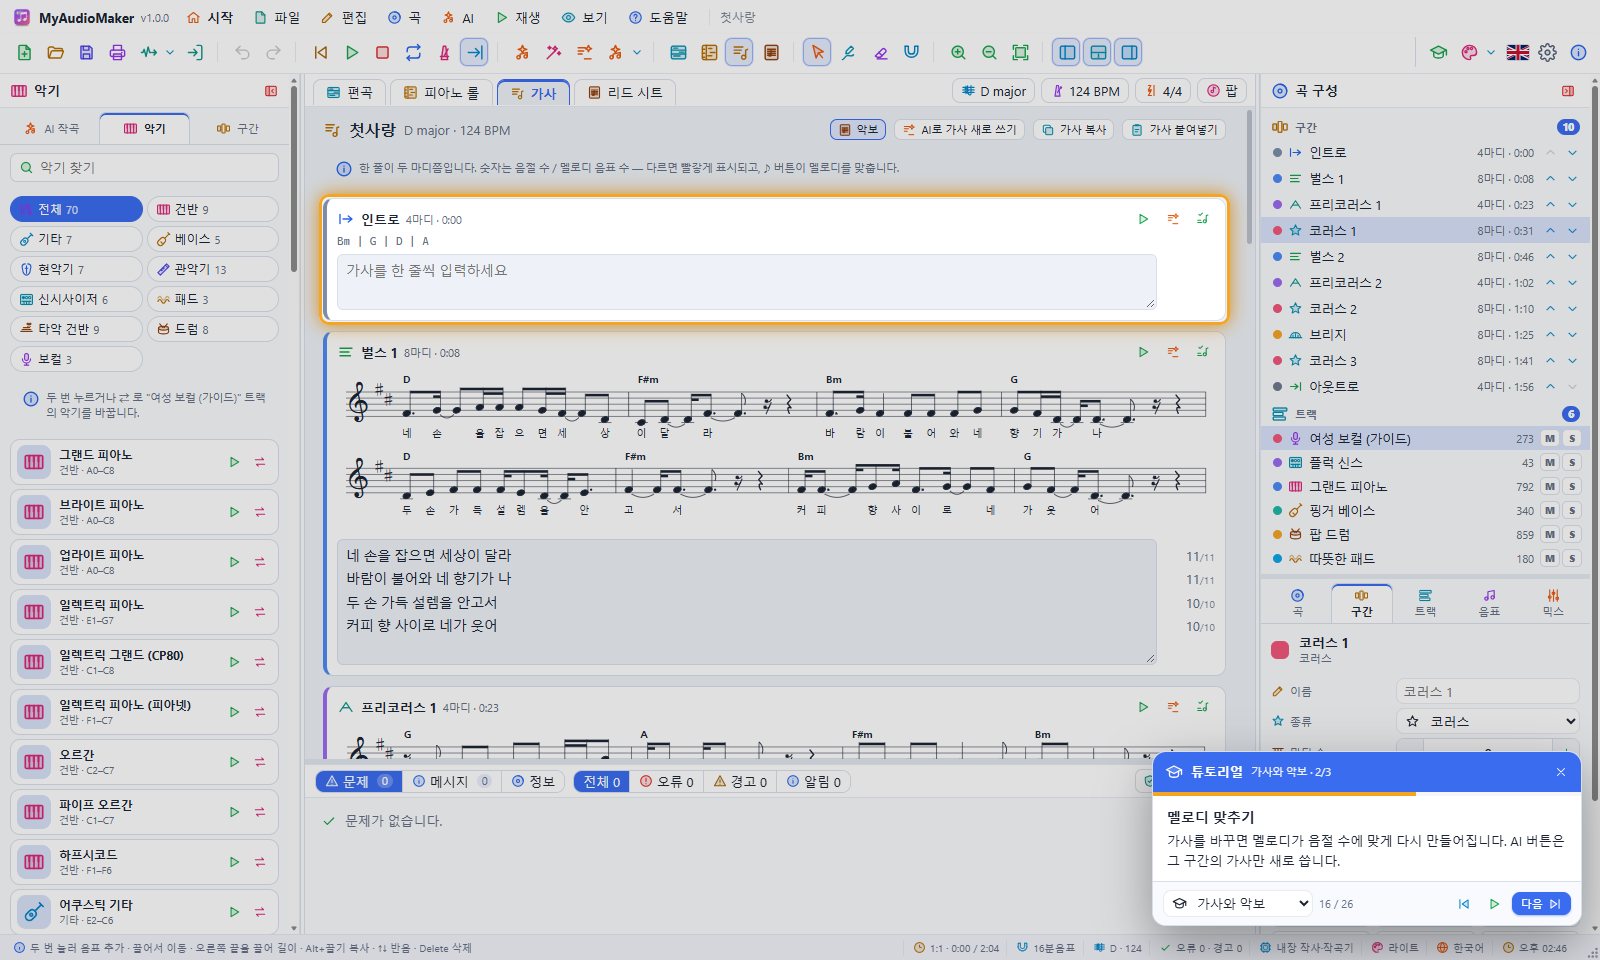 MyAudioMaker v1.0.0 시작 파일 편집 곡 AI 재생 보기 도움말 첫사랑
악기
AI 작곡 악기 구간
악기 찾기
전체 70 건반 9
기타 7 베이스 5
현악기 7 관악기 13
신시사이저 6 패드 3
타악 건반 9 드럼 8
보컬 3
두 번 누르거나 ⇄ 로 "여성 보컬 (가이드)" 트랙
의 악기를 바꿉니다.
그랜드 피아노
건반 · A0–C8
브라이트 피아노
건반 · A0–C8
업라이트 피아노
건반 · A0–C8
일렉트릭 피아노
건반 · E1–G7
일렉트릭 그랜드 (CP80)
건반 · C1–C8
일렉트릭 피아노 (피아넷)
건반 · F1–C7
오르간
건반 · C2–C7
파이프 오르간
건반 · C1–C7
하프시코드
건반 · F1–F6
어쿠스틱 기타
기타 · E2–C6
편곡 피아노 롤 가사 리드 시트
D major 124 BPM 4/4 팝
첫사랑 D major · 124 BPM
악보 AI로 가사 새로 쓰기 가사 복사 가사 붙여넣기
한 줄이 두 마디쯤입니다. 숫자는 음절 수 / 멜로디 음표 수 — 다르면 빨갛게 표시되고, ♪ 버튼이 멜로디를 맞춥니다.
인트로 4마디 · 0:00
Bm | G | D | A
가사를 한 줄씩 입력하세요
벌스 1 8마디 · 0:08
D F#m Bm G
네 손 을 잡 으 면 세 상 이 달 라 바 람 이 불 어 와 네 향 기 가 나
D F#m Bm G
두 손 가 득 설 렘 을 안 고 서 커 피 향 사 이 로 네 가 웃 어
네 손을 잡으면 세상이 달라 11/11
바람이 불어와 네 향기가 나 11/11
두 손 가득 설렘을 안고서 10/10
커피 향 사이로 네가 웃어 10/10
프리코러스 1 4마디 · 0:23
G A F#m Bm
문제 0 메시지 0 정보 전체 0 오류 0 경고 0 알림 0
문제가 없습니다.
곡 구성
구간 10
인트로 4마디 · 0:00
벌스 1 8마디 · 0:08
프리코러스 1 4마디 · 0:23
코러스 1 8마디 · 0:31
벌스 2 8마디 · 0:46
프리코러스 2 4마디 · 1:02
코러스 2 8마디 · 1:10
브리지 8마디 · 1:25
코러스 3 8마디 · 1:41
아웃트로 4마디 · 1:56
트랙 6
여성 보컬 (가이드) 273 M S
플럭 신스 43 M S
그랜드 피아노 792 M S
핑거 베이스 340 M S
팝 드럼 859 M S
따뜻한 패드 180 M S
곡 구간 트랙 음표 믹스
코러스 1
코러스
이름 코러스 1
종류 코러스
튜토리얼 가사와 악보 · 2/3
멜로디 맞추기
가사를 바꾸면 멜로디가 음절 수에 맞게 다시 만들어집니다. AI 버튼은
그 구간의 가사만 새로 씁니다.
가사와 악보 16 / 26 다음
두 번 눌러 음표 추가 · 끌어서 이동 · 오른쪽 끝을 끌어 길이 · Alt+끌기 복사 · ↑↓ 반음 · Delete 삭제
1:1 · 0:00 / 2:04 16분음표 D · 124 오류 0 · 경고 0 내장 작사·작곡기 라이트 한국어 오후 02:46